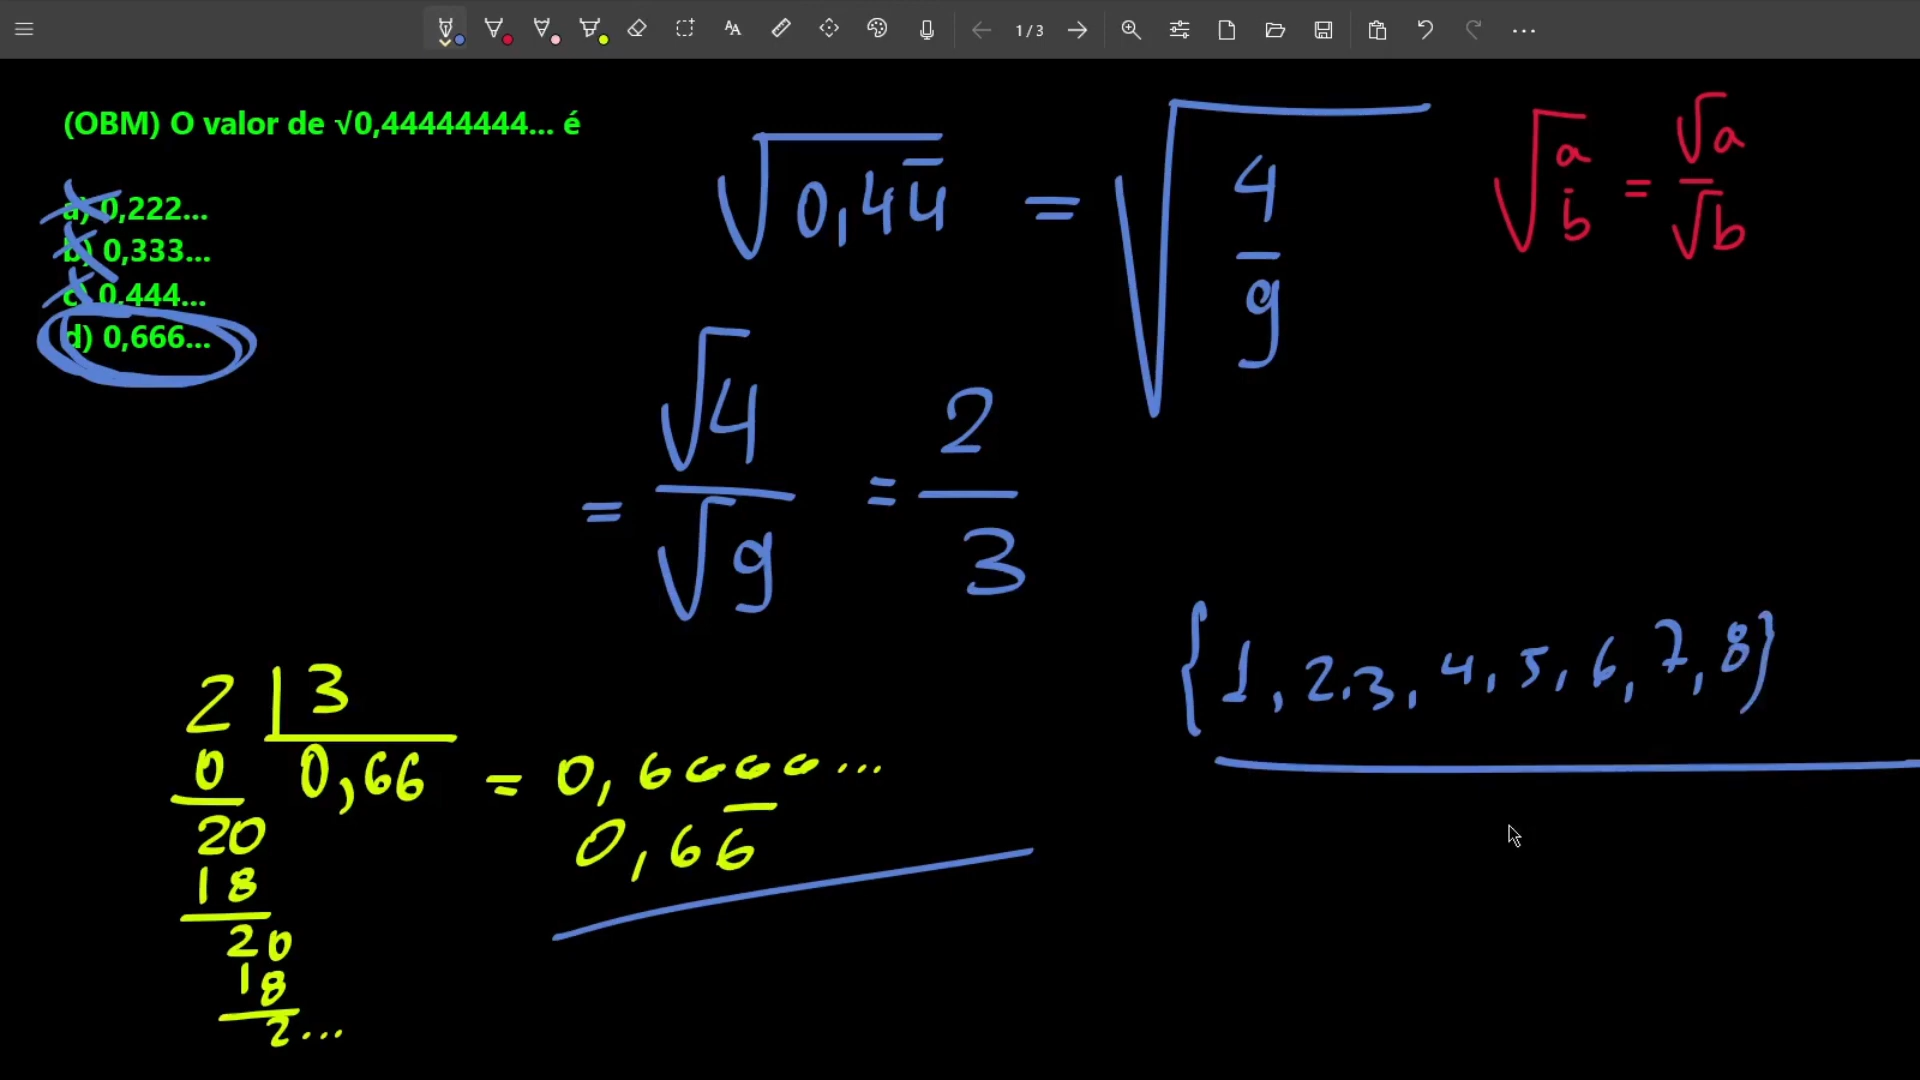 1 / 3
(OBM) O valor de √0,44444444... é
a) 0,222...
b) 0,333...
c) 0,444...
d) 0,666...
√0,44̅ = √4/9
√a/b = √a/√b
= √4/√9 = 2/3
{1, 2, 3, 4, 5, 6, 7, 8}
2 | 3
0 0,66 = 0,6666...
0,66̅
20
18
20
18
2...